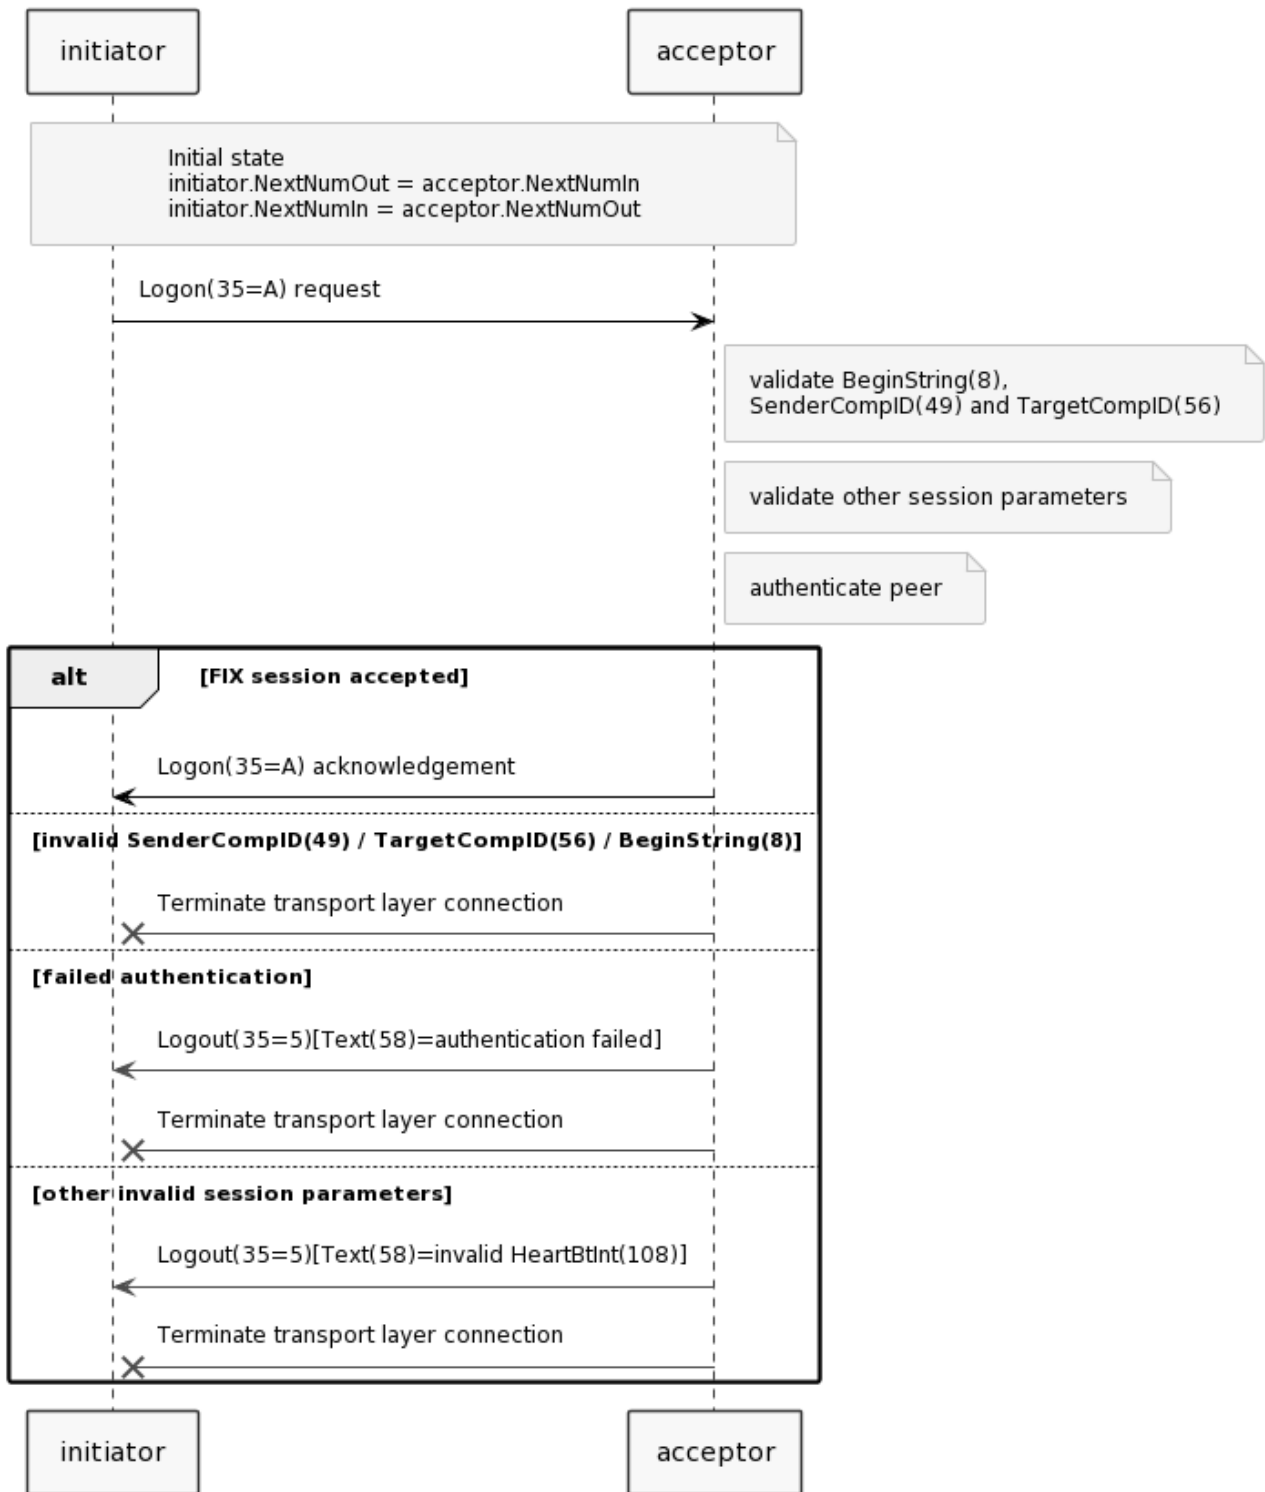 initiator
acceptor
Initial state
initiator.NextNumOut = acceptor.NextNumIn
initiator.NextNumIn = acceptor.NextNumOut
Logon(35=A) request
validate BeginString(8),
SenderCompID(49) and TargetCompID(56)
validate other session parameters
authenticate peer
alt
[FIX session accepted]
Logon(35=A) acknowledgement
[invalid SenderCompID(49) / TargetCompID(56) / BeginString(8)]
Terminate transport layer connection
[failed authentication]
Logout(35=5)[Text(58)=authentication failed]
Terminate transport layer connection
[other invalid session parameters]
Logout(35=5)[Text(58)=invalid HeartBtInt(108)]
Terminate transport layer connection
initiator
acceptor